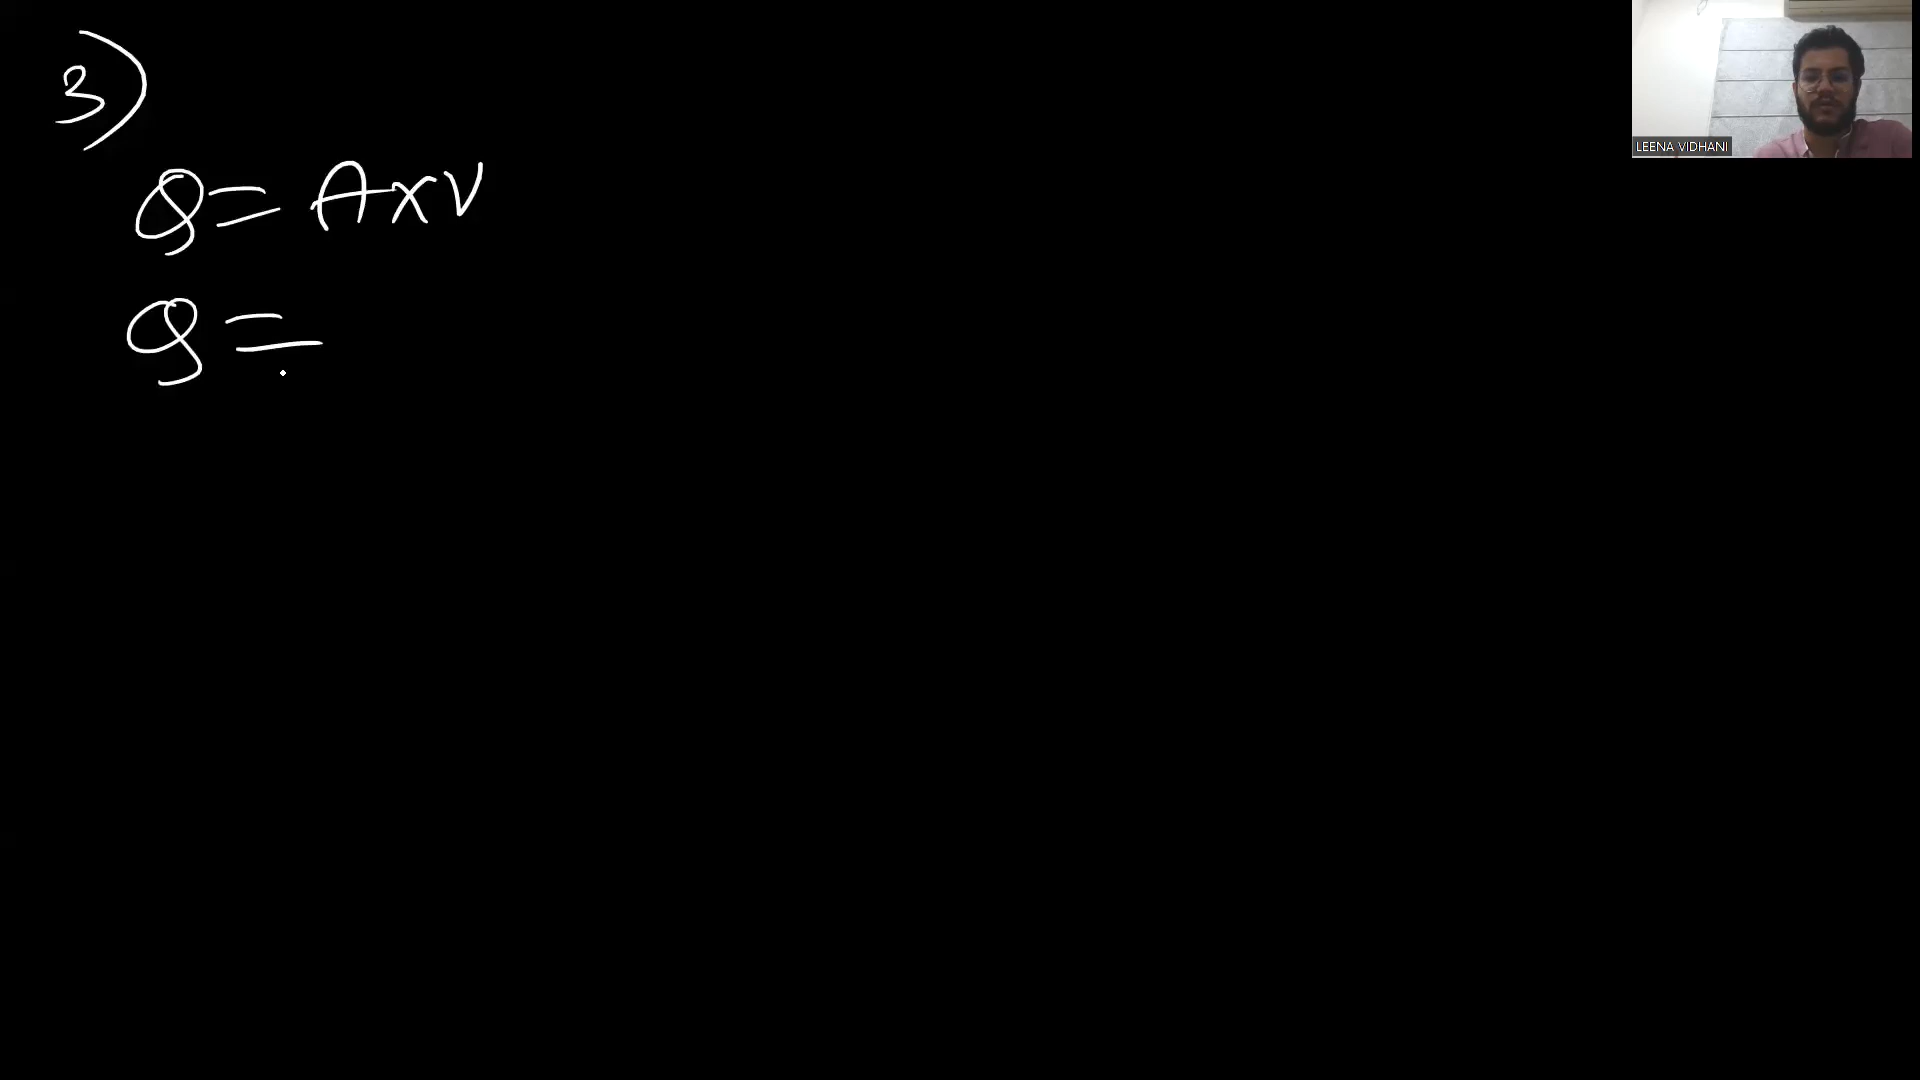 3)
Q = A x V
Q =
LEENA VIDHANI